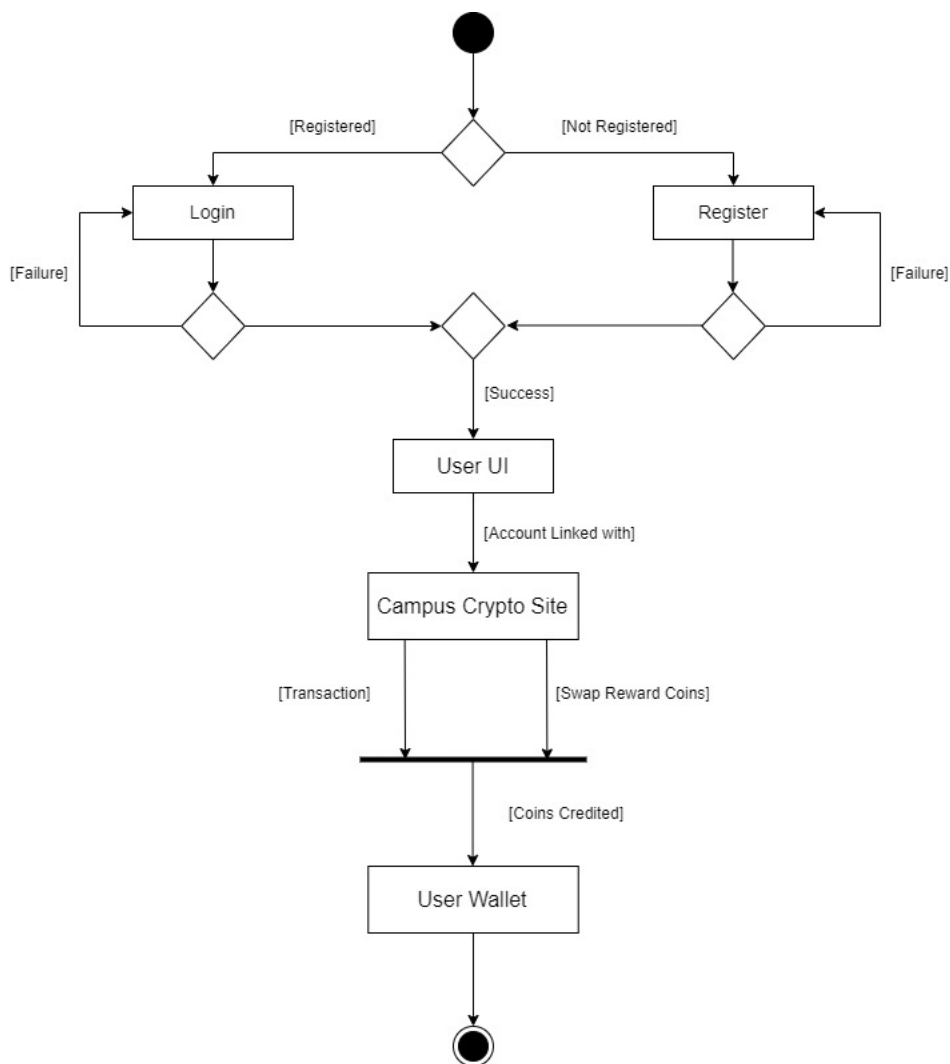 [Registered]
[Not Registered]
Login
Register
[Failure]
[Failure]
[Success]
User UI
[Account Linked with]
Campus Crypto Site
[Transaction]
[Swap Reward Coins]
[Coins Credited]
User Wallet